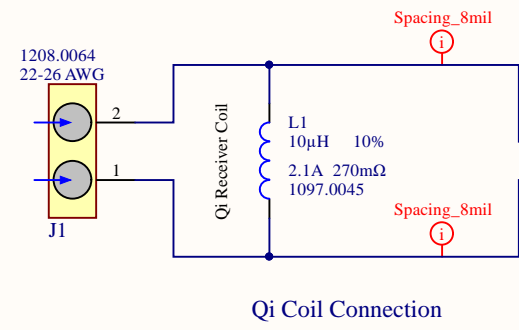 Spacing_8mil
i
1208.0064
22-26 AWG
2
1
J1
Qi Receiver Coil
L1
10µH 10%
2.1A 270mΩ
1097.0045
Spacing_8mil
i
Qi Coil Connection